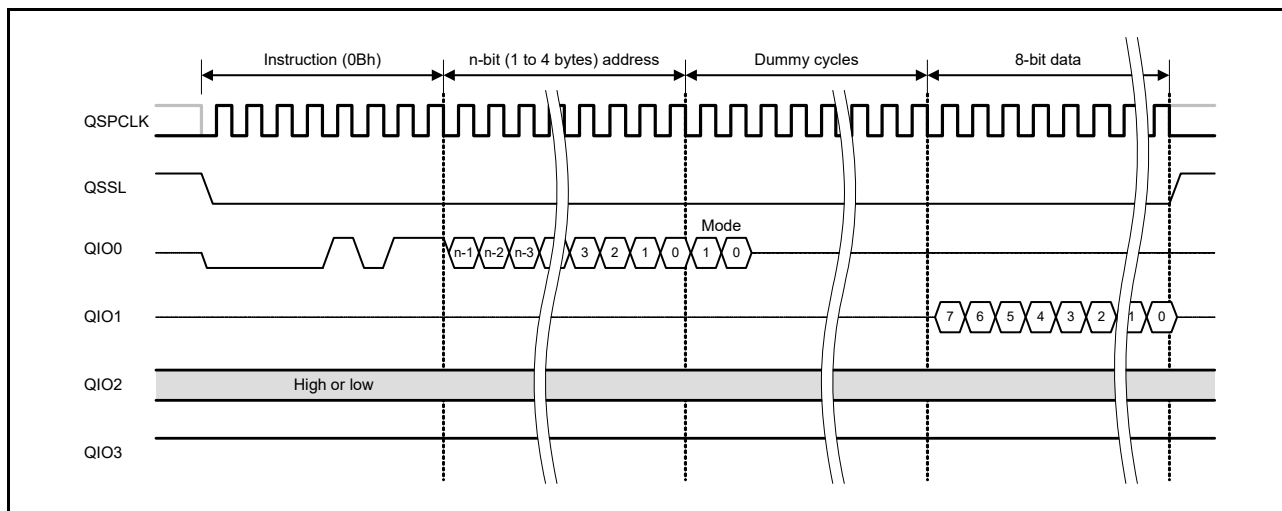 Instruction (0Bh) n-bit (1 to 4 bytes) address Dummy cycles 8-bit data
QSPCLK
QSSL
Mode
QIO0 n-1 n-2 n-3 3 2 1 0 1 0
QIO1 7 6 5 4 3 2 1 0
QIO2 High or low
QIO3